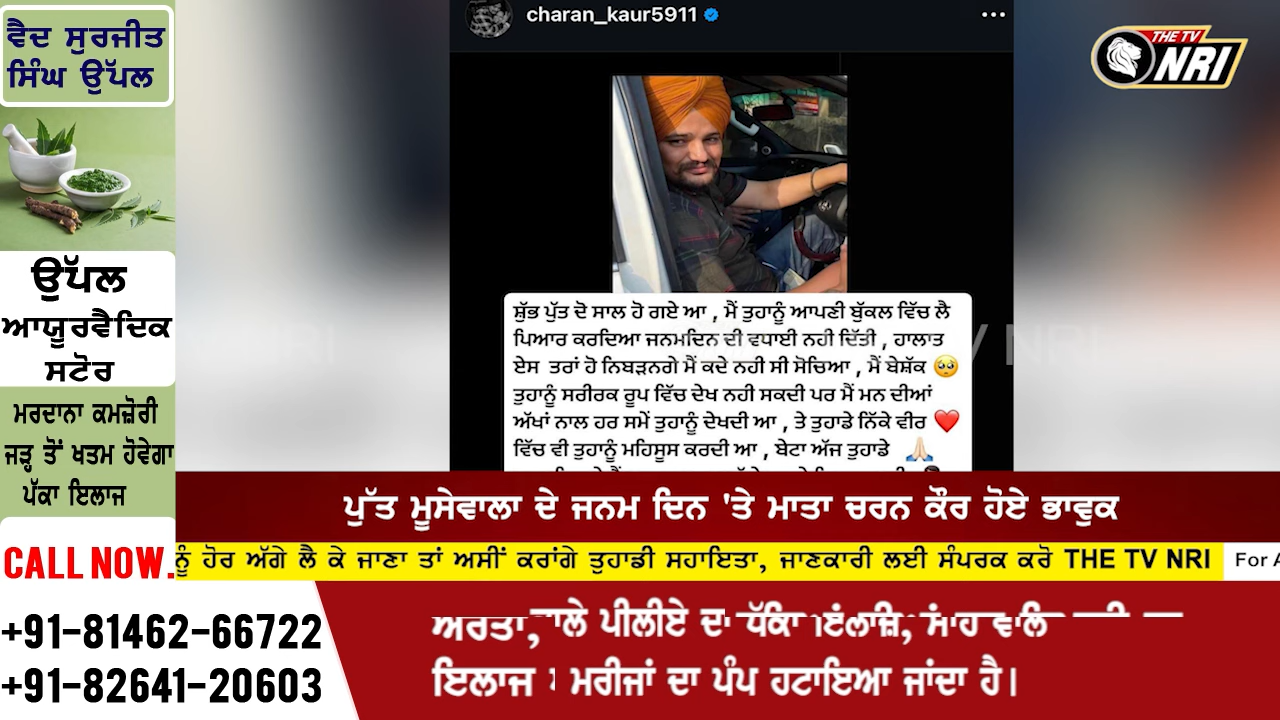 ਵੈਦ ਸੁਰਜੀਤ
ਸਿੰਘ ਉੱਪਲ
ਉੱਪਲ
ਆਯੂਰਵੈਦਿਕ
ਸਟੋਰ
ਮਰਦਾਨਾ ਕਮਜ਼ੋਰੀ
ਜੜ੍ਹ ਤੋਂ ਖਤਮ ਹੋਵੇਗਾ
ਪੱਕਾ ਇਲਾਜ
CALL NOW.
+91-81462-66722
+91-82641-20603
charan_kaur5911
THE TV
NRI
ਸ਼ੁੱਭ ਪੁੱਤ ਦੋ ਸਾਲ ਹੋ ਗਏ ਆ , ਮੈਂ ਤੁਹਾਨੂੰ ਆਪਣੀ ਬੁੱਕਲ ਵਿੱਚ ਲੈ
ਪਿਆਰ ਕਰਦਿਆ ਜਨਮਦਿਨ ਦੀ ਵਧਾਈ ਨਹੀ ਦਿੱਤੀ , ਹਾਲਾਤ
ਏਸ ਤਰਾਂ ਹੋ ਨਿਬੜਨਗੇ ਮੈਂ ਕਦੇ ਨਹੀ ਸੀ ਸੋਚਿਆ , ਮੈਂ ਬੇਸ਼ੱਕ 🥺
ਤੁਹਾਨੂੰ ਸਰੀਰਕ ਰੂਪ ਵਿੱਚ ਦੇਖ ਨਹੀ ਸਕਦੀ ਪਰ ਮੈਂ ਮਨ ਦੀਆਂ
ਅੱਖਾਂ ਨਾਲ ਹਰ ਸਮੇਂ ਤੁਹਾਨੂੰ ਦੇਖਦੀ ਆ , ਤੇ ਤੁਹਾਡੇ ਨਿੱਕੇ ਵੀਰ ❤️
ਵਿੱਚ ਵੀ ਤੁਹਾਨੂੰ ਮਹਿਸੂਸ ਕਰਦੀ ਆ , ਬੇਟਾ ਅੱਜ ਤੁਹਾਡੇ 🙏🏻
ਪੁੱਤ ਮੂਸੇਵਾਲਾ ਦੇ ਜਨਮ ਦਿਨ 'ਤੇ ਮਾਤਾ ਚਰਨ ਕੌਰ ਹੋਏ ਭਾਵੁਕ
ਨੂੰ ਹੋਰ ਅੱਗੇ ਲੈ ਕੇ ਜਾਣਾ ਤਾਂ ਅਸੀਂ ਕਰਾਂਗੇ ਤੁਹਾਡੀ ਸਹਾਇਤਾ, ਜਾਣਕਾਰੀ ਲਈ ਸੰਪਰਕ ਕਰੋ THE TV NRI For A
ਪੀਲੀਏ ਦਾ
ਇਲਾਜ ਮਰੀਜਾਂ ਦਾ ਪੰਪ ਹਟਾਇਆ ਜਾਂਦਾ ਹੈ।